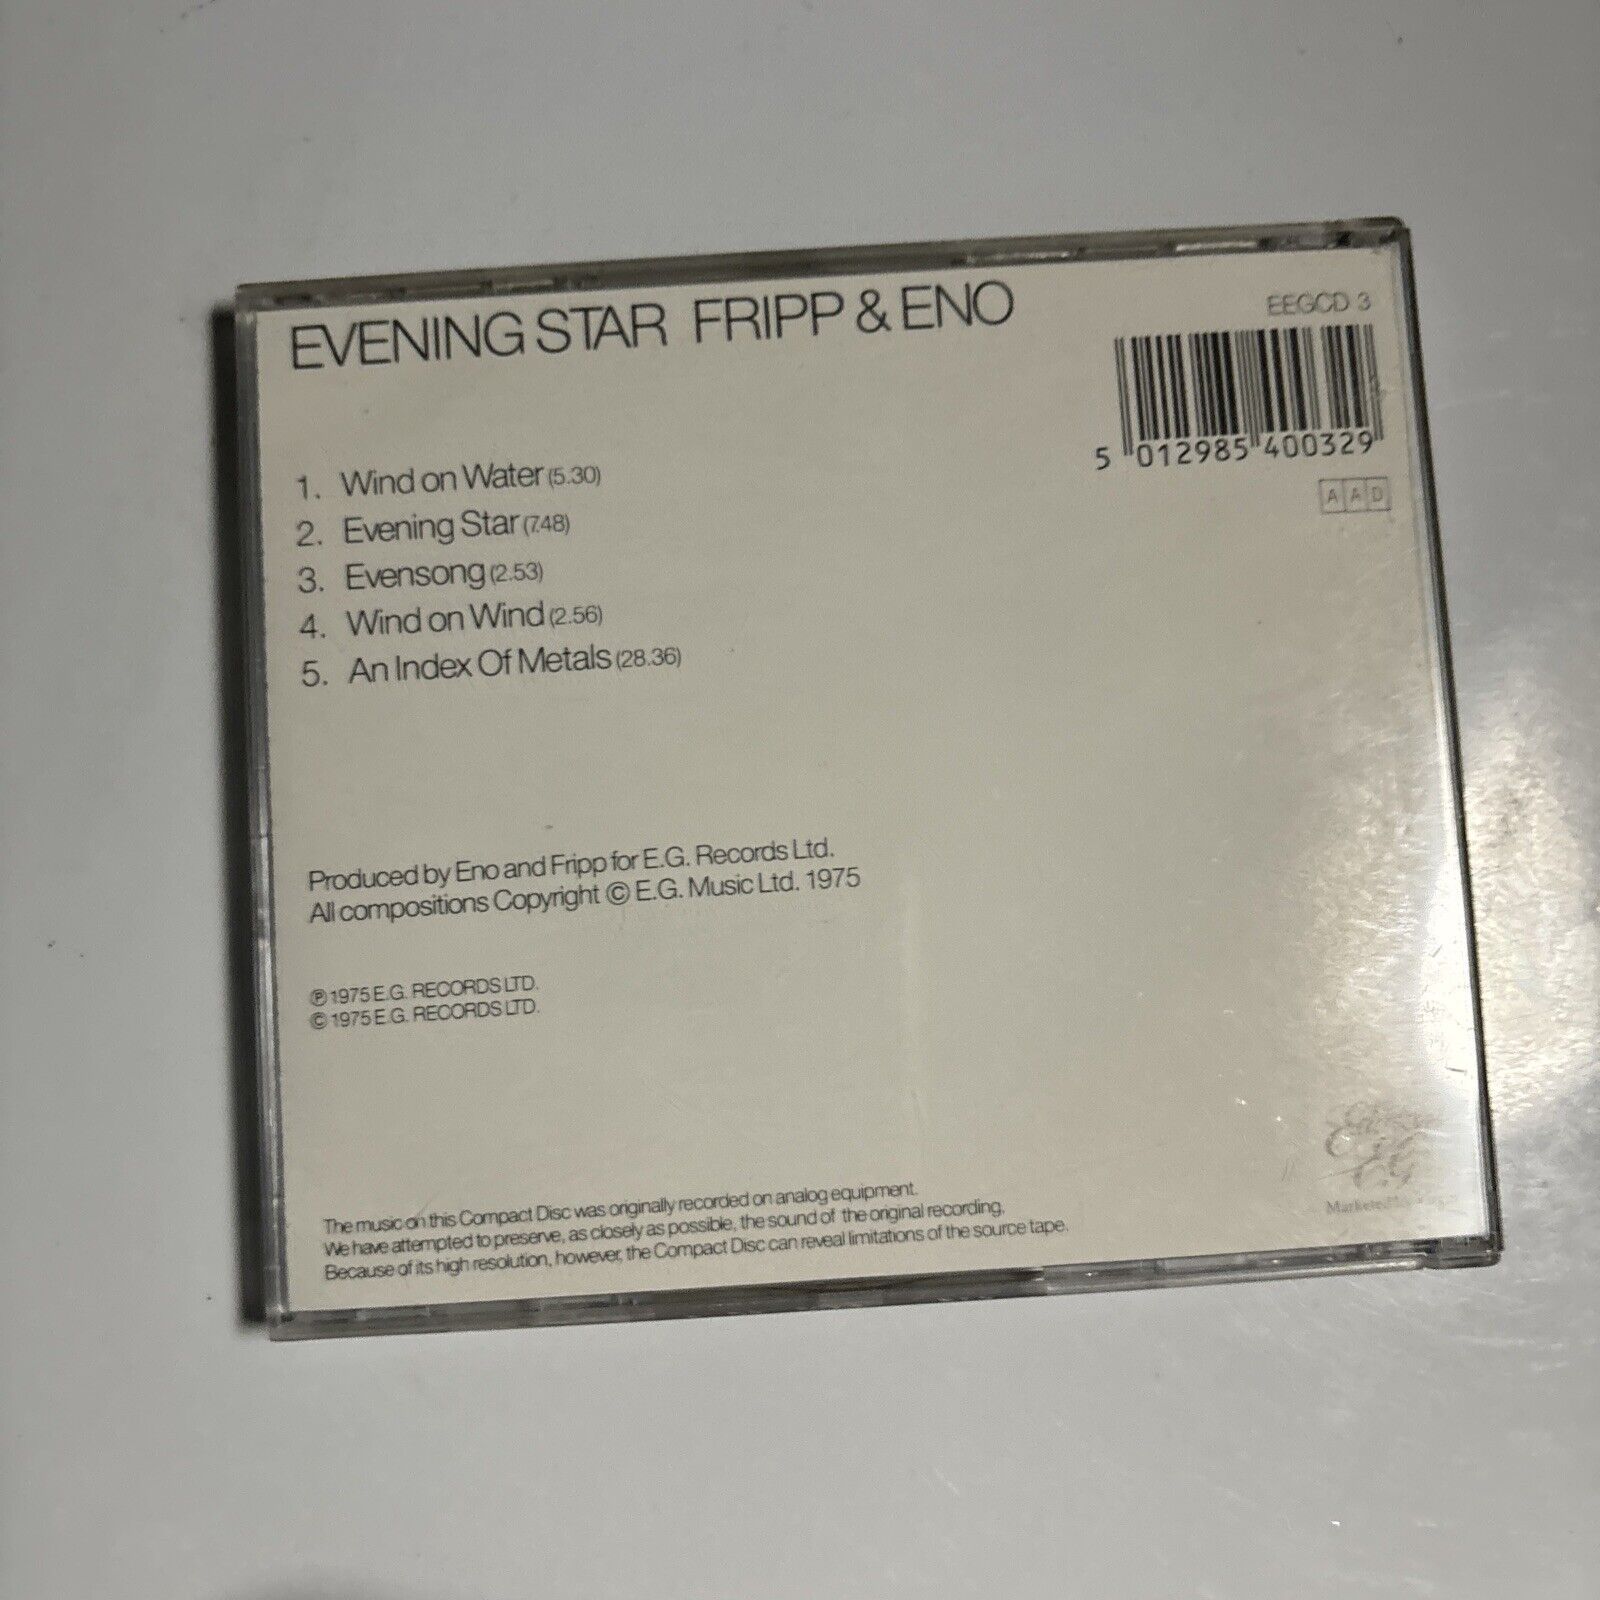 EVENING STAR FRIPP & ENO
EEGCD 3
5 012985 400329
AAD
1. Wind on Water (5.30)
2. Evening Star (7.48)
3. Evensong (2.53)
4. Wind on Wind (2.56)
5. An Index Of Metals (28.36)
Produced by Eno and Fripp for E.G. Records Ltd.
All compositions Copyright © E.G. Music Ltd. 1975
℗ 1975 E.G. RECORDS LTD.
© 1975 E.G. RECORDS LTD.
The music on this Compact Disc was originally recorded on analog equipment.
We have attempted to preserve, as closely as possible, the sound of the original recording.
Because of its high resolution, however, the Compact Disc can reveal limitations of the source tape.